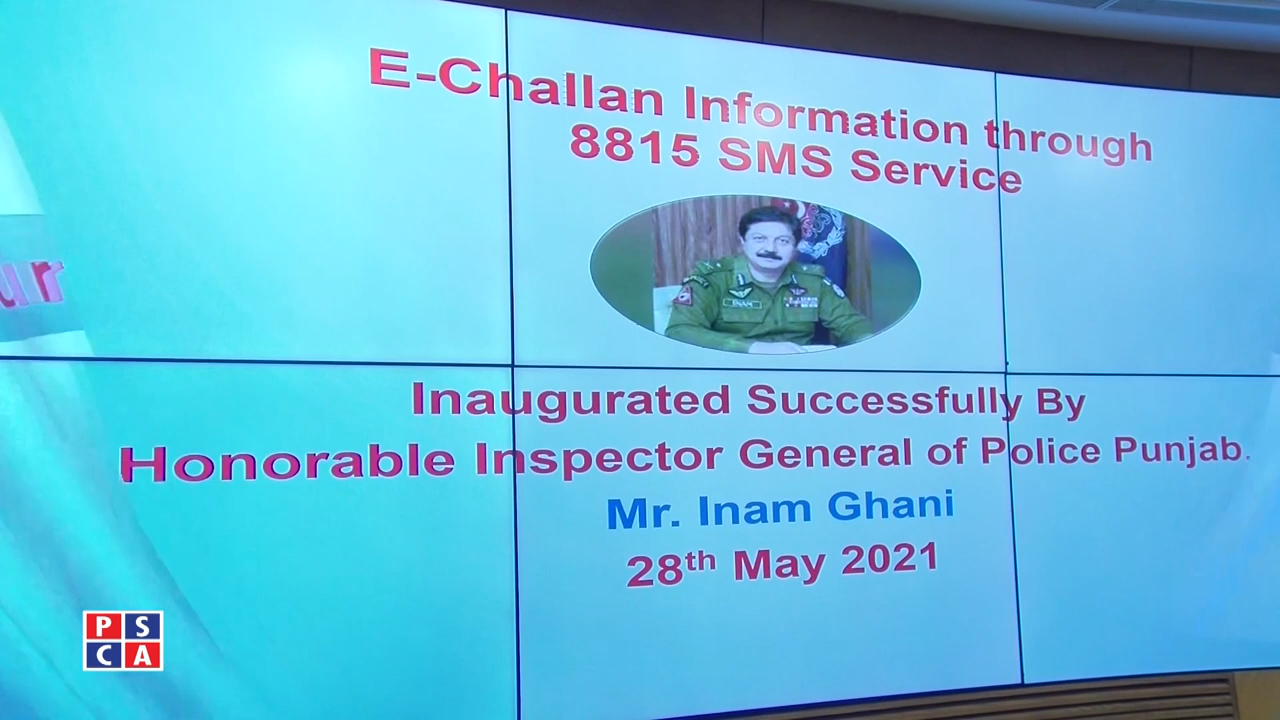 E-Challan Information through
8815 SMS Service
ur
Inaugurated Successfully By
Honorable Inspector General of Police Punjab.
Mr. Inam Ghani
28th May 2021
P S
C A